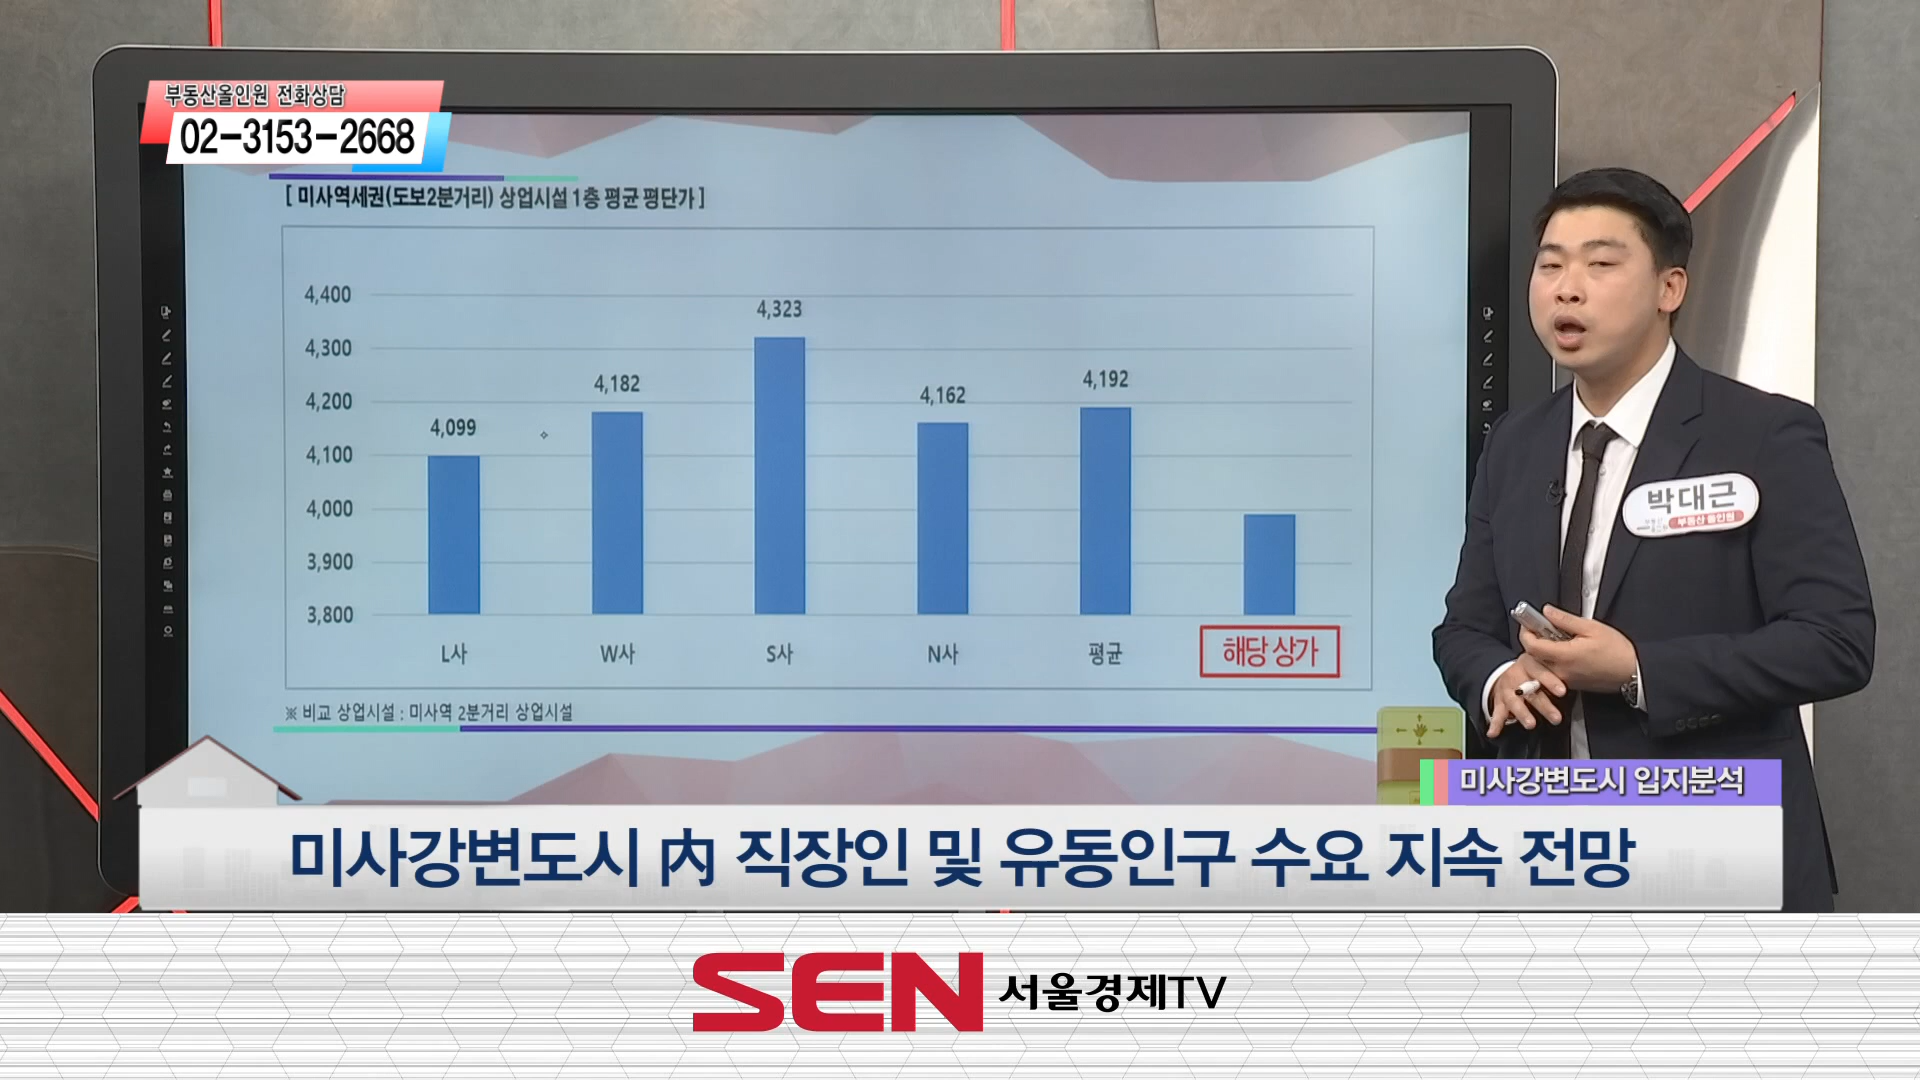 부동산올인원 전화상담
02-3153-2668
[ 미사역세권(도보2분거리) 상업시설 1층 평균 평단가 ]
4,400
4,300
4,200
4,100
4,000
3,900
3,800
4,099
4,182
4,323
4,162
4,192
L사
W사
S사
N사
평균
해당 상가
※ 비교 상업시설 : 미사역 2분거리 상업시설
박대근
부동산 올인원
미사강변도시 입지분석
미사강변도시 內 직장인 및 유동인구 수요 지속 전망
SEN 서울경제TV